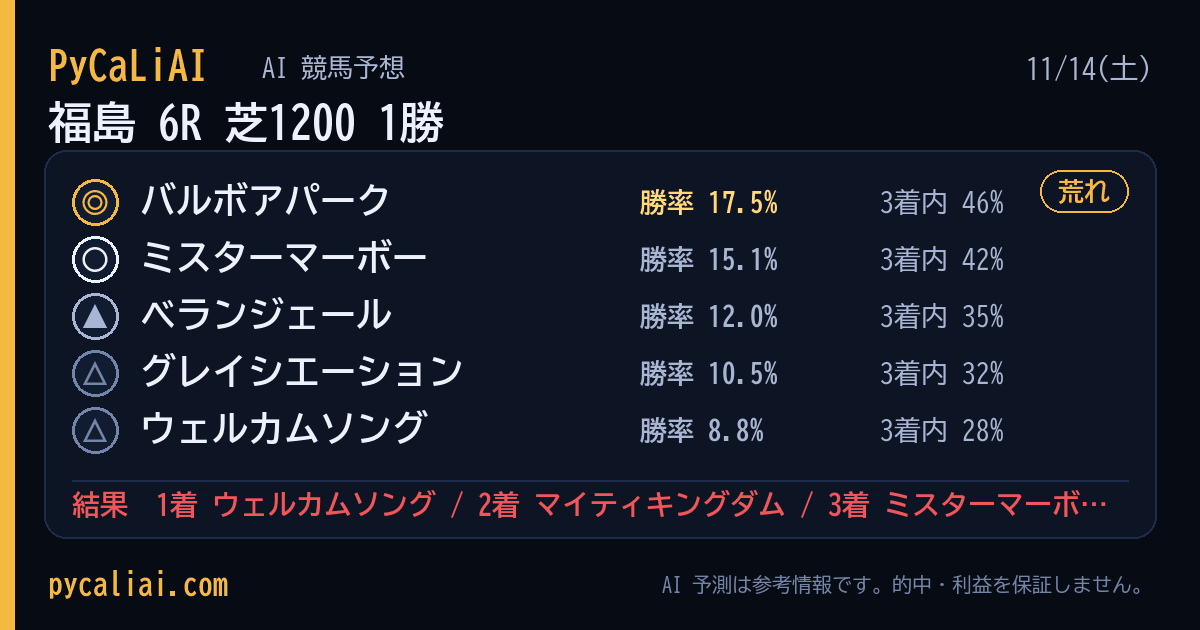 PyCaLiAI AI 競馬予想 11/14(土)
福島 6R 芝1200 1勝
◎ バルボアパーク 勝率 17.5% 3着内 46% 荒れ
○ ミスターマーボー 勝率 15.1% 3着内 42%
▲ ベランジェール 勝率 12.0% 3着内 35%
△ グレイシエーション 勝率 10.5% 3着内 32%
△ ウェルカムソング 勝率 8.8% 3着内 28%
結果 1着 ウェルカムソング / 2着 マイティキングダム / 3着 ミスターマーボ…
pycaliai.com AI 予測は参考情報です。的中・利益を保証しません。